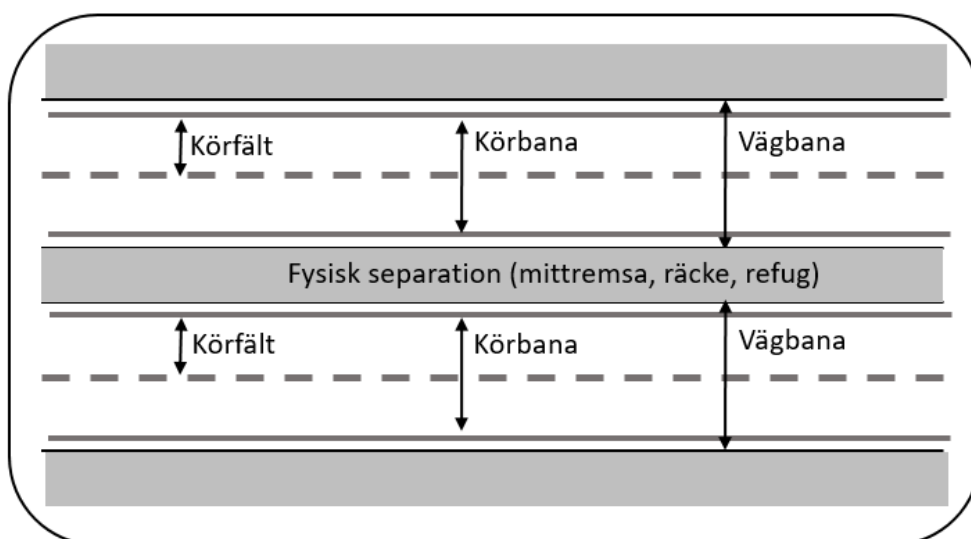 Körfält
Körbana
Vägbana
Fysisk separation (mittremsa, räcke, refug)
Körfält
Körbana
Vägbana